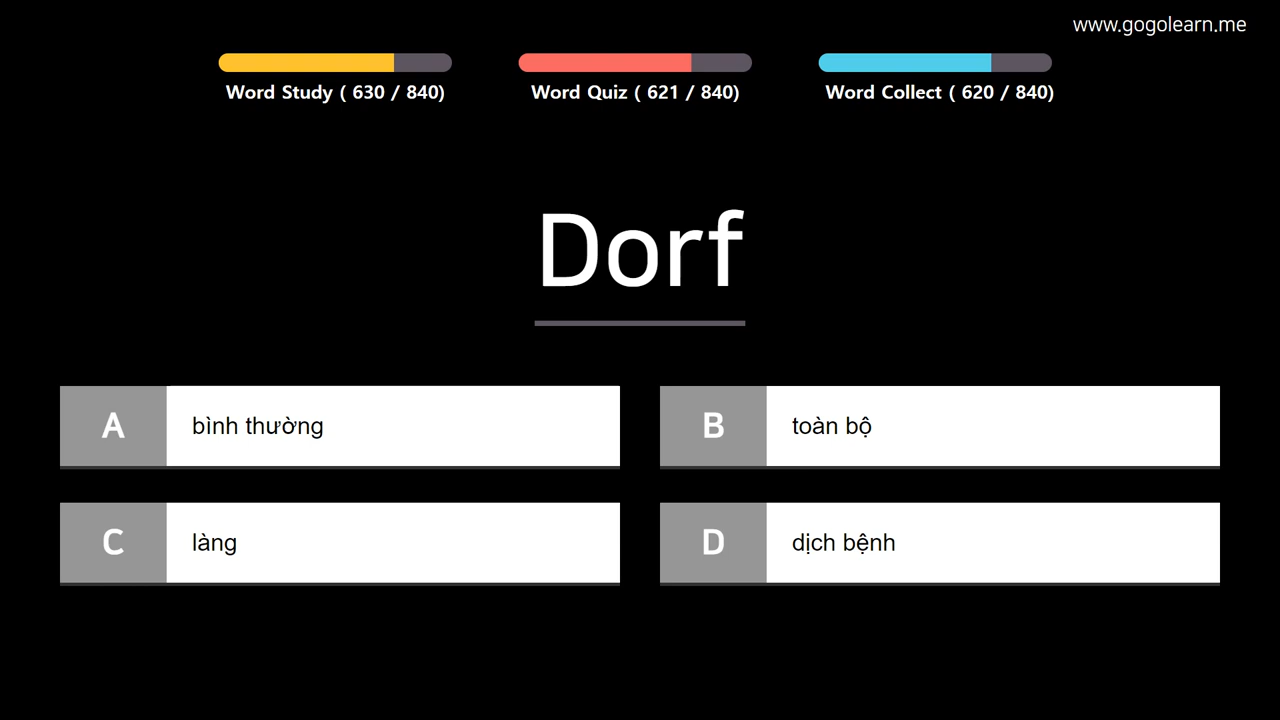 www.gogolearn.me
Word Study ( 630 / 840)
Word Quiz ( 621 / 840)
Word Collect ( 620 / 840)
Dorf
A bình thường
B toàn bộ
C làng
D dịch bệnh